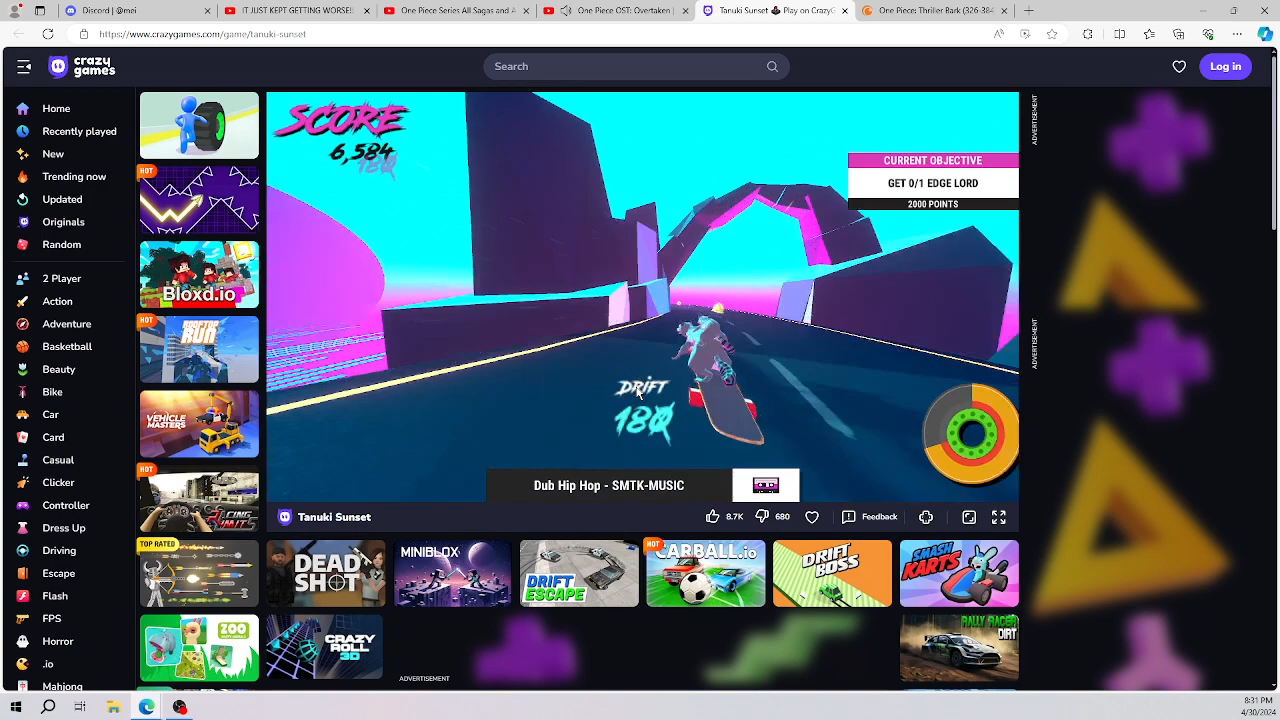 Discord | @mei
IT JUST KEPT GETTING WORSE!!
One Piece Series All Sagas and A
One Piece OST: Overtaken |
Tanuki Sunset 🕹 Play on CrazyG
One Piece: Thriller Bark (326-384
https://www.crazygames.com/game/tanuki-sunset
crazy
games
Search
Log in
Home
Recently played
New
Trending now
Updated
Originals
Random
2 Player
Action
Adventure
Basketball
Beauty
Bike
Car
Card
Casual
Clicker
Controller
Dress Up
Driving
Escape
Flash
FPS
Horror
.io
Mahjong
HOT
Bloxd.io
HOT
ROOFTOP
RUN
VEHICLE
MASTERS
HOT
RACING
LIMITS
TOP RATED
ZOO
SCORE
6,584
180
CURRENT OBJECTIVE
GET 0/1 EDGE LORD
2000 POINTS
DRIFT
180
Dub Hip Hop - SMTK-MUSIC
Tanuki Sunset
8.7K
680
Feedback
DEAD
SHOT
MINIBLOX
DRIFT
ESCAPE
HOT
CARBALL.io
DRIFT
BOSS
SMASH
KARTS
CRAZY
ROLL
3D
ADVERTISEMENT
RALLY RACER
DIRT
ADVERTISEMENT
ADVERTISEMENT
8:31 PM
4/30/2024